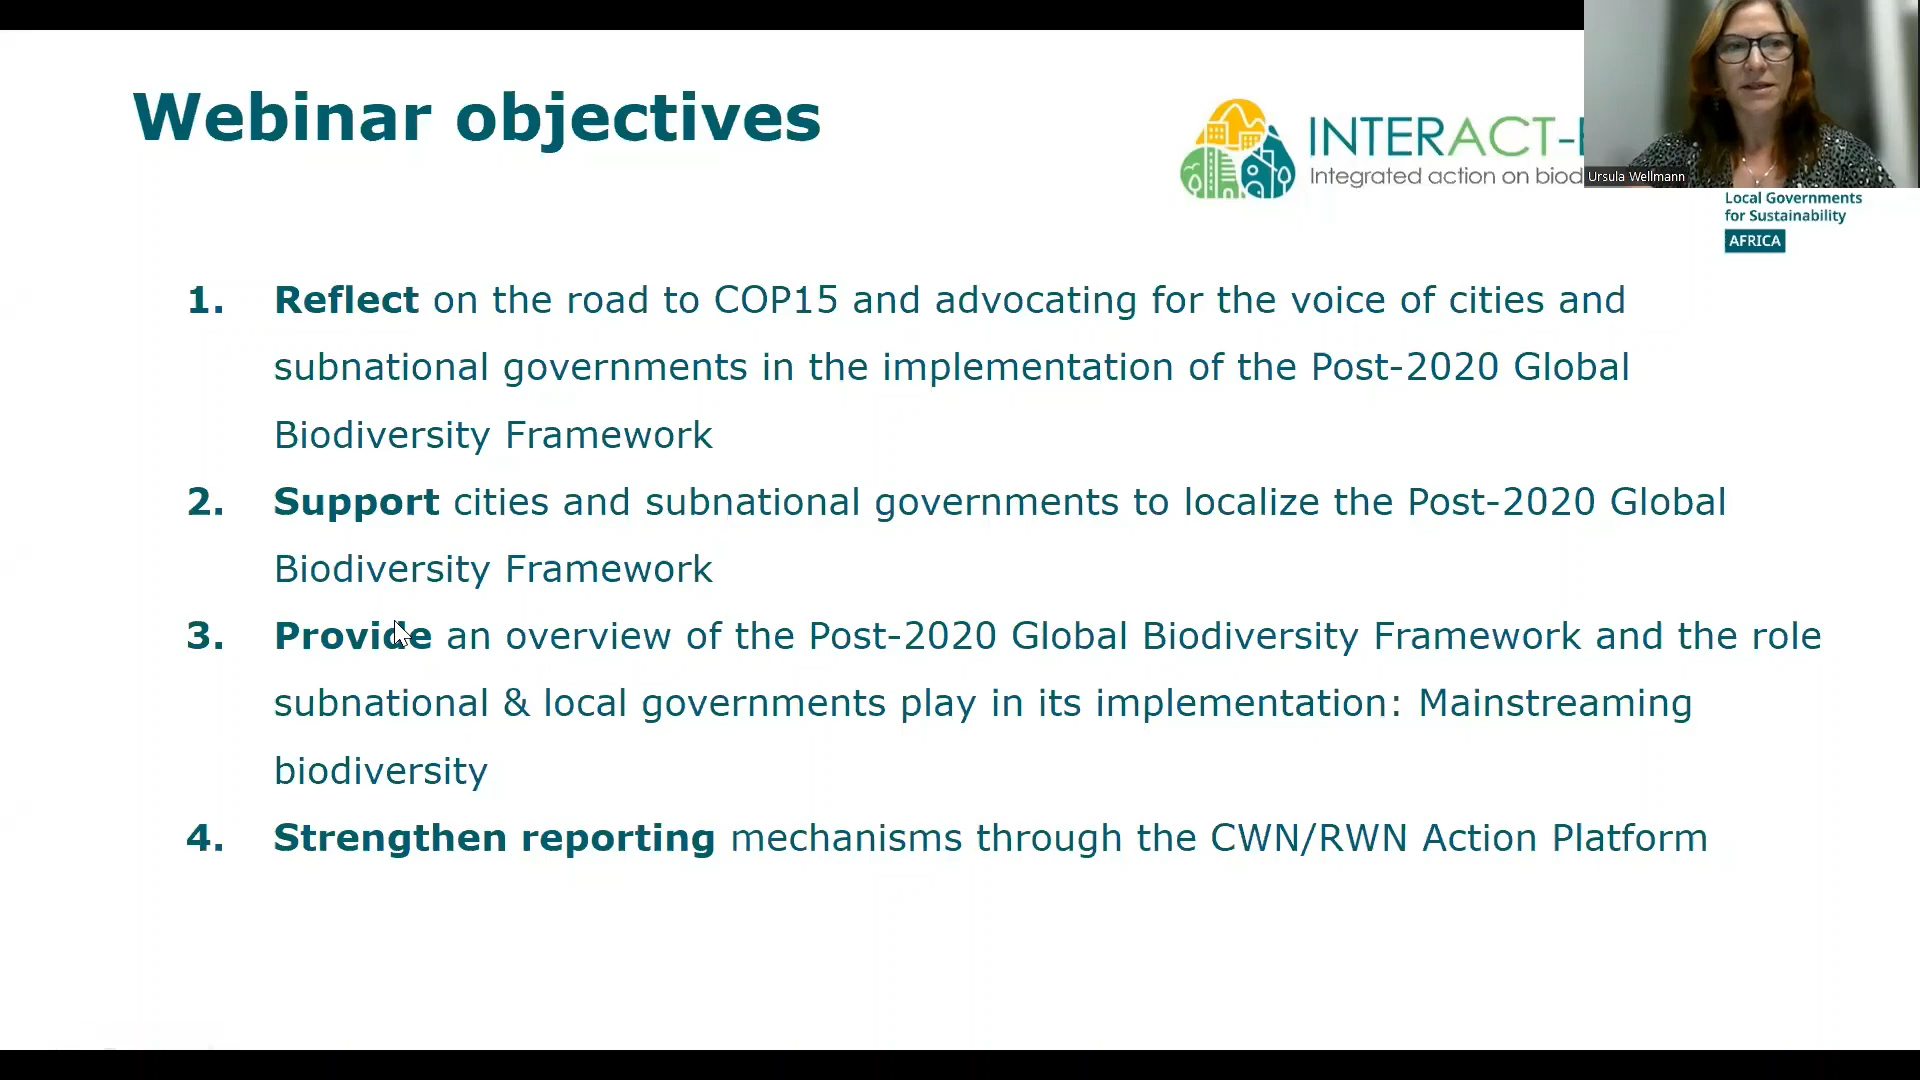 Webinar objectives
INTERACT-
Integrated action on biod
Ursula Wellmann
Local Governments
for Sustainability
AFRICA
1. Reflect on the road to COP15 and advocating for the voice of cities and
subnational governments in the implementation of the Post-2020 Global
Biodiversity Framework
2. Support cities and subnational governments to localize the Post-2020 Global
Biodiversity Framework
3. Provide an overview of the Post-2020 Global Biodiversity Framework and the role
subnational & local governments play in its implementation: Mainstreaming
biodiversity
4. Strengthen reporting mechanisms through the CWN/RWN Action Platform